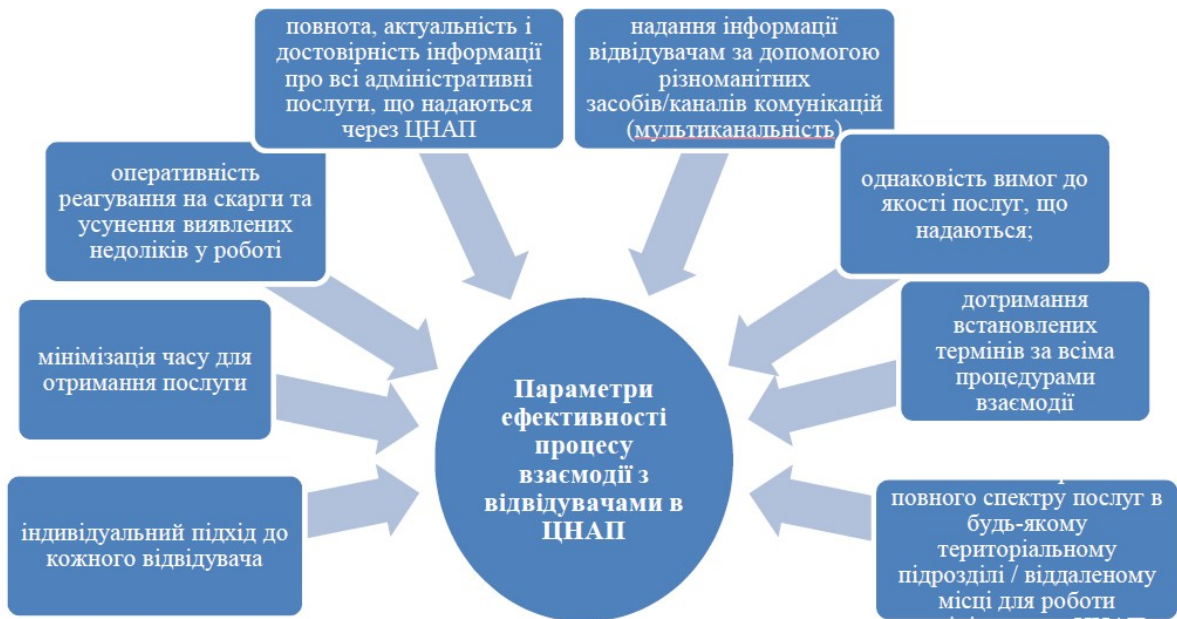 повнота, актуальність і
достовірність інформації
про всі адміністративні
послуги, що надаються
через ЦНАП
надання інформації
відвідувачам за допомогою
різноманітних
засобів/каналів комунікацій
(мультиканальність)
оперативність
реагування на скарги та
усунення виявлених
недоліків у роботі
однаковість вимог до
якості послуг, що
надаються;
мінімізація часу для
отримання послуги
дотримання
встановлених
термінів за всіма
процедурами
взаємодії
індивідуальний підхід до
кожного відвідувача
повного спектру послуг в
будь-якому
територіальному
підрозділі / віддаленому
місці для роботи
Параметри
ефективності
процесу
взаємодії з
відвідувачами в
ЦНАП